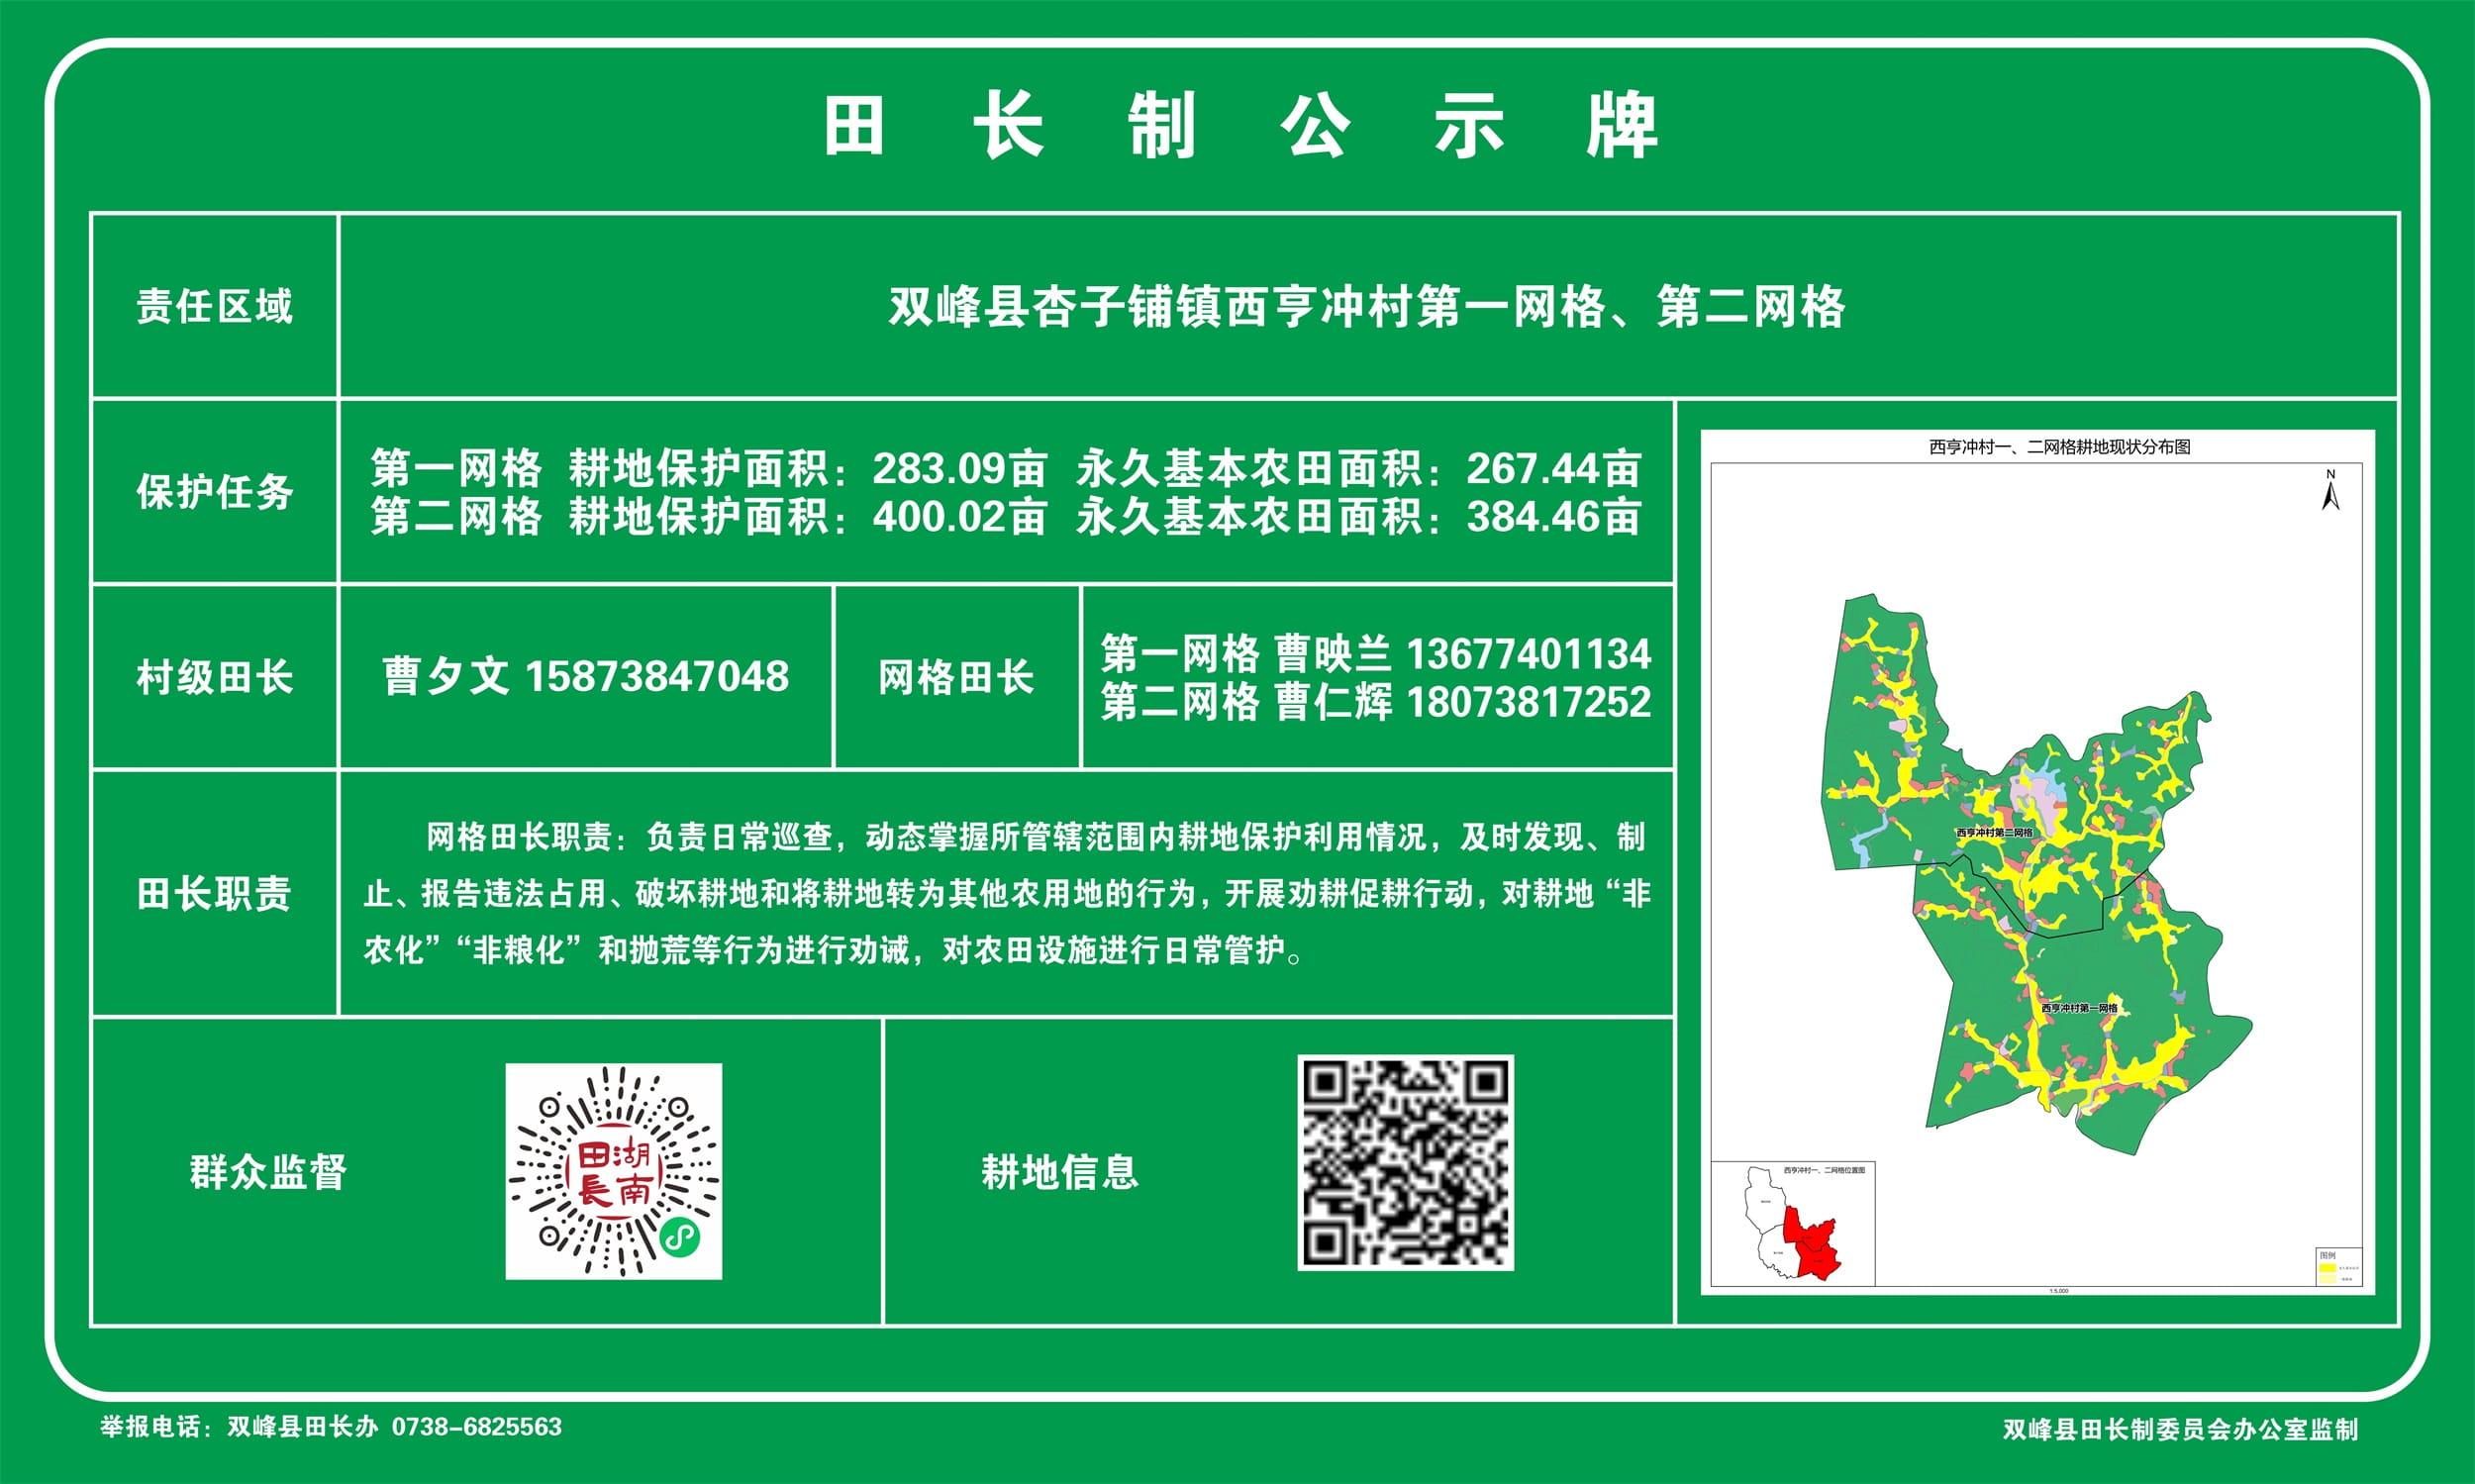 田长制公示牌
责任区域
双峰县杏子铺镇西亨冲村第一网格、第二网格
保护任务
第一网格 耕地保护面积：283.09亩 永久基本农田面积：267.44亩
第二网格 耕地保护面积：400.02亩 永久基本农田面积：384.46亩
村级田长
曹夕文 15873847048
网格田长
第一网格 曹映兰 13677401134
第二网格 曹仁辉 18073817252
田长职责
网格田长职责：负责日常巡查，动态掌握所管辖范围内耕地保护利用情况，及时发现、制
止、报告违法占用、破坏耕地和将耕地转为其他农用地的行为，开展劝耕促耕行动，对耕地“非
农化”“非粮化”和抛荒等行为进行劝诫，对农田设施进行日常管护。
群众监督
湖南
田長
耕地信息
西亨冲村一、二网格耕地现状分布图
N
西亨冲村第二网格
西亨冲村第一网格
西亨冲村一、二网格位置图
图例
1:5,000
举报电话：双峰县田长办 0738-6825563
双峰县田长制委员会办公室监制